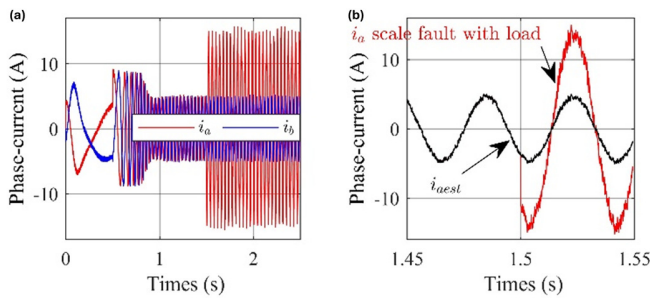 (a)
Phase-current (A)
10
0
-10
i_a
i_b
0
1
2
Times (s)
(b)
Phase-current (A)
i_a scale fault with load
10
0
-10
i_aest
1.45
1.5
1.55
Times (s)